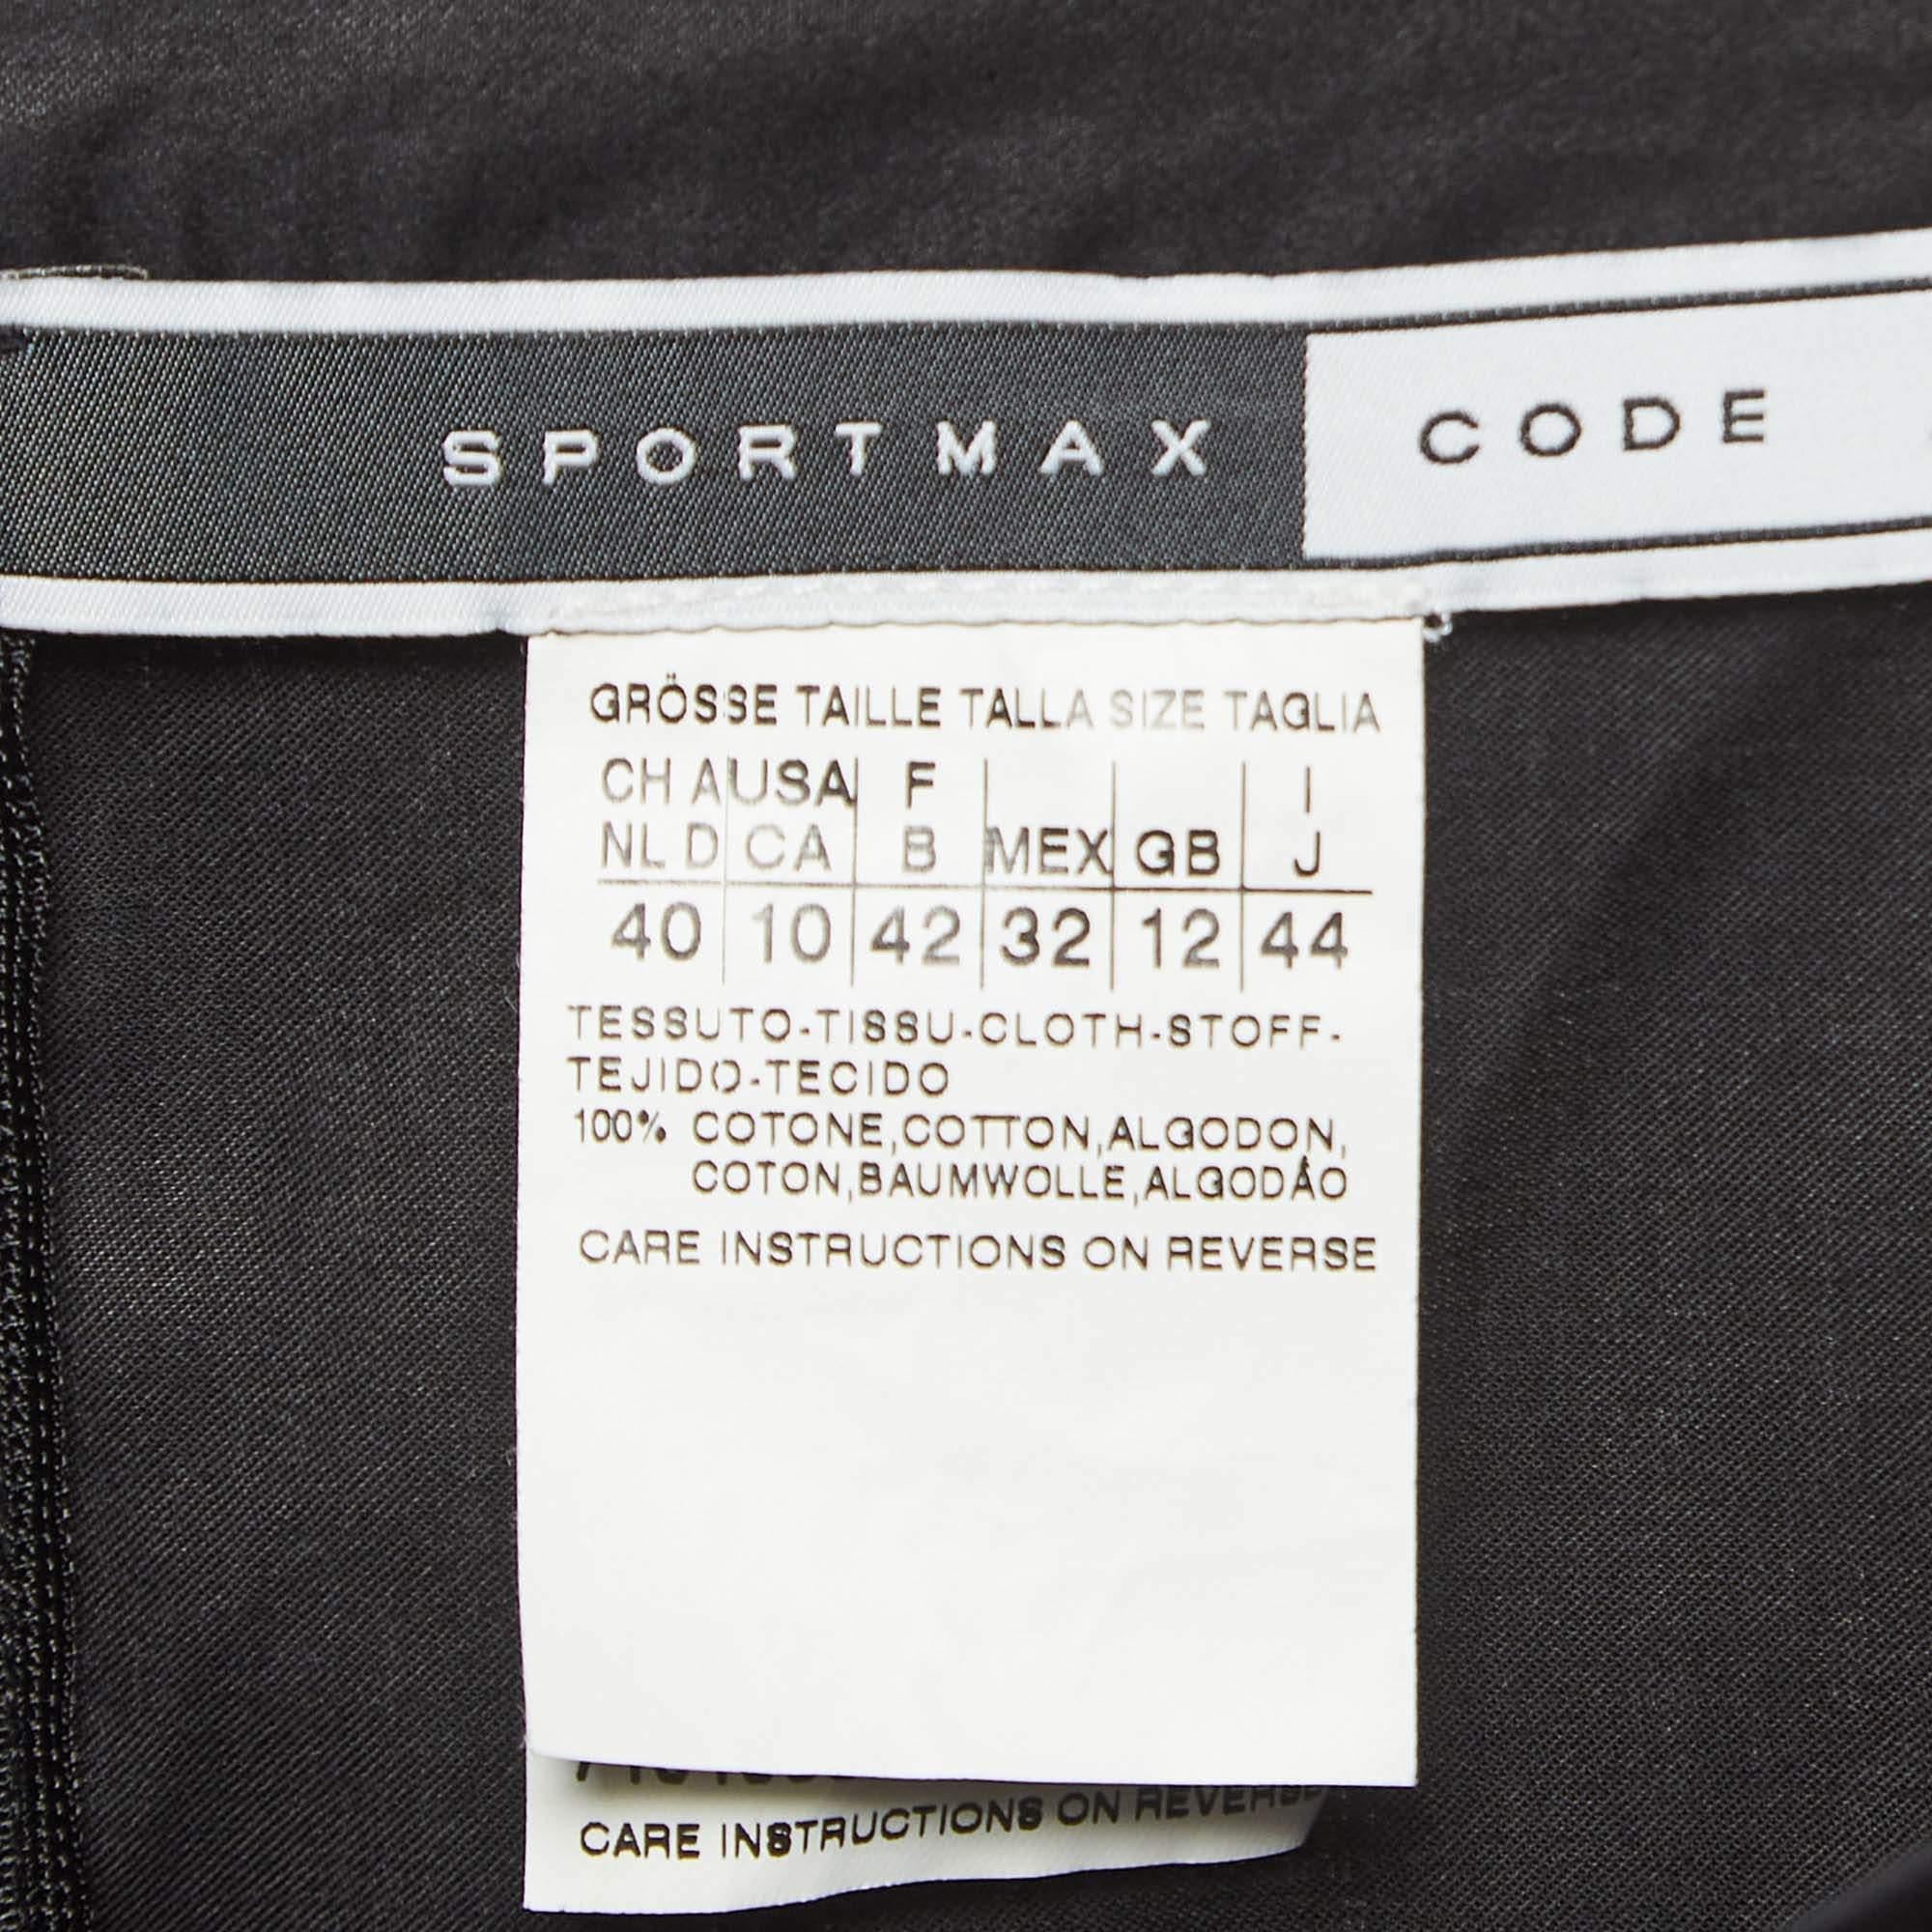 SPORTMAX CODE
GRÖSSE TAILLE TALLA SIZE TAGLIA
CH A USA F I
NL D CA B MEX GB J
40 10 42 32 12 44
TESSUTO-TISSU-CLOTH-STOFF-
TEJIDO-TECIDO
100% COTONE,COTTON,ALGODON,
COTON,BAUMWOLLE,ALGODÃO
CARE INSTRUCTIONS ON REVERSE
CARE INSTRUCTIONS ON REVERSE